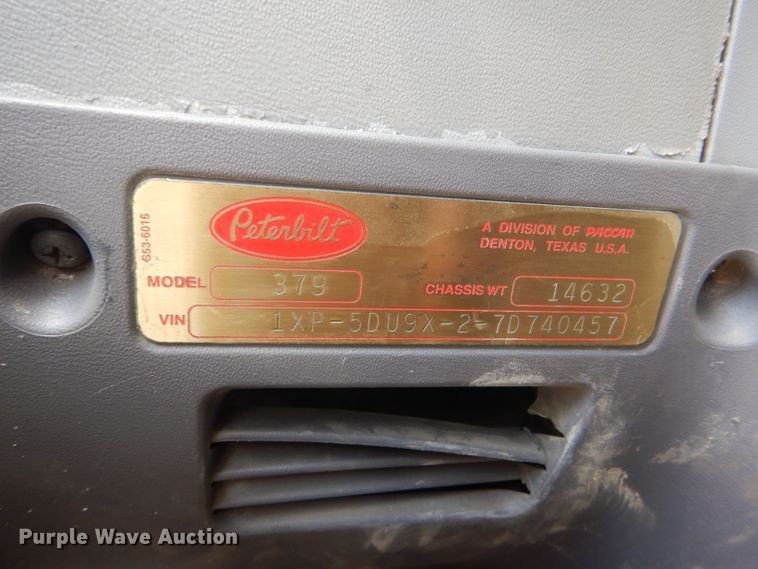 S53-6016
Peterbilt
A DIVISION OF PACCAR
DENTON, TEXAS U.S.A.
MODEL 379 CHASSIS WT 14632
VIN 1XP-5DU9X-2-7D740457
Purple Wave Auction